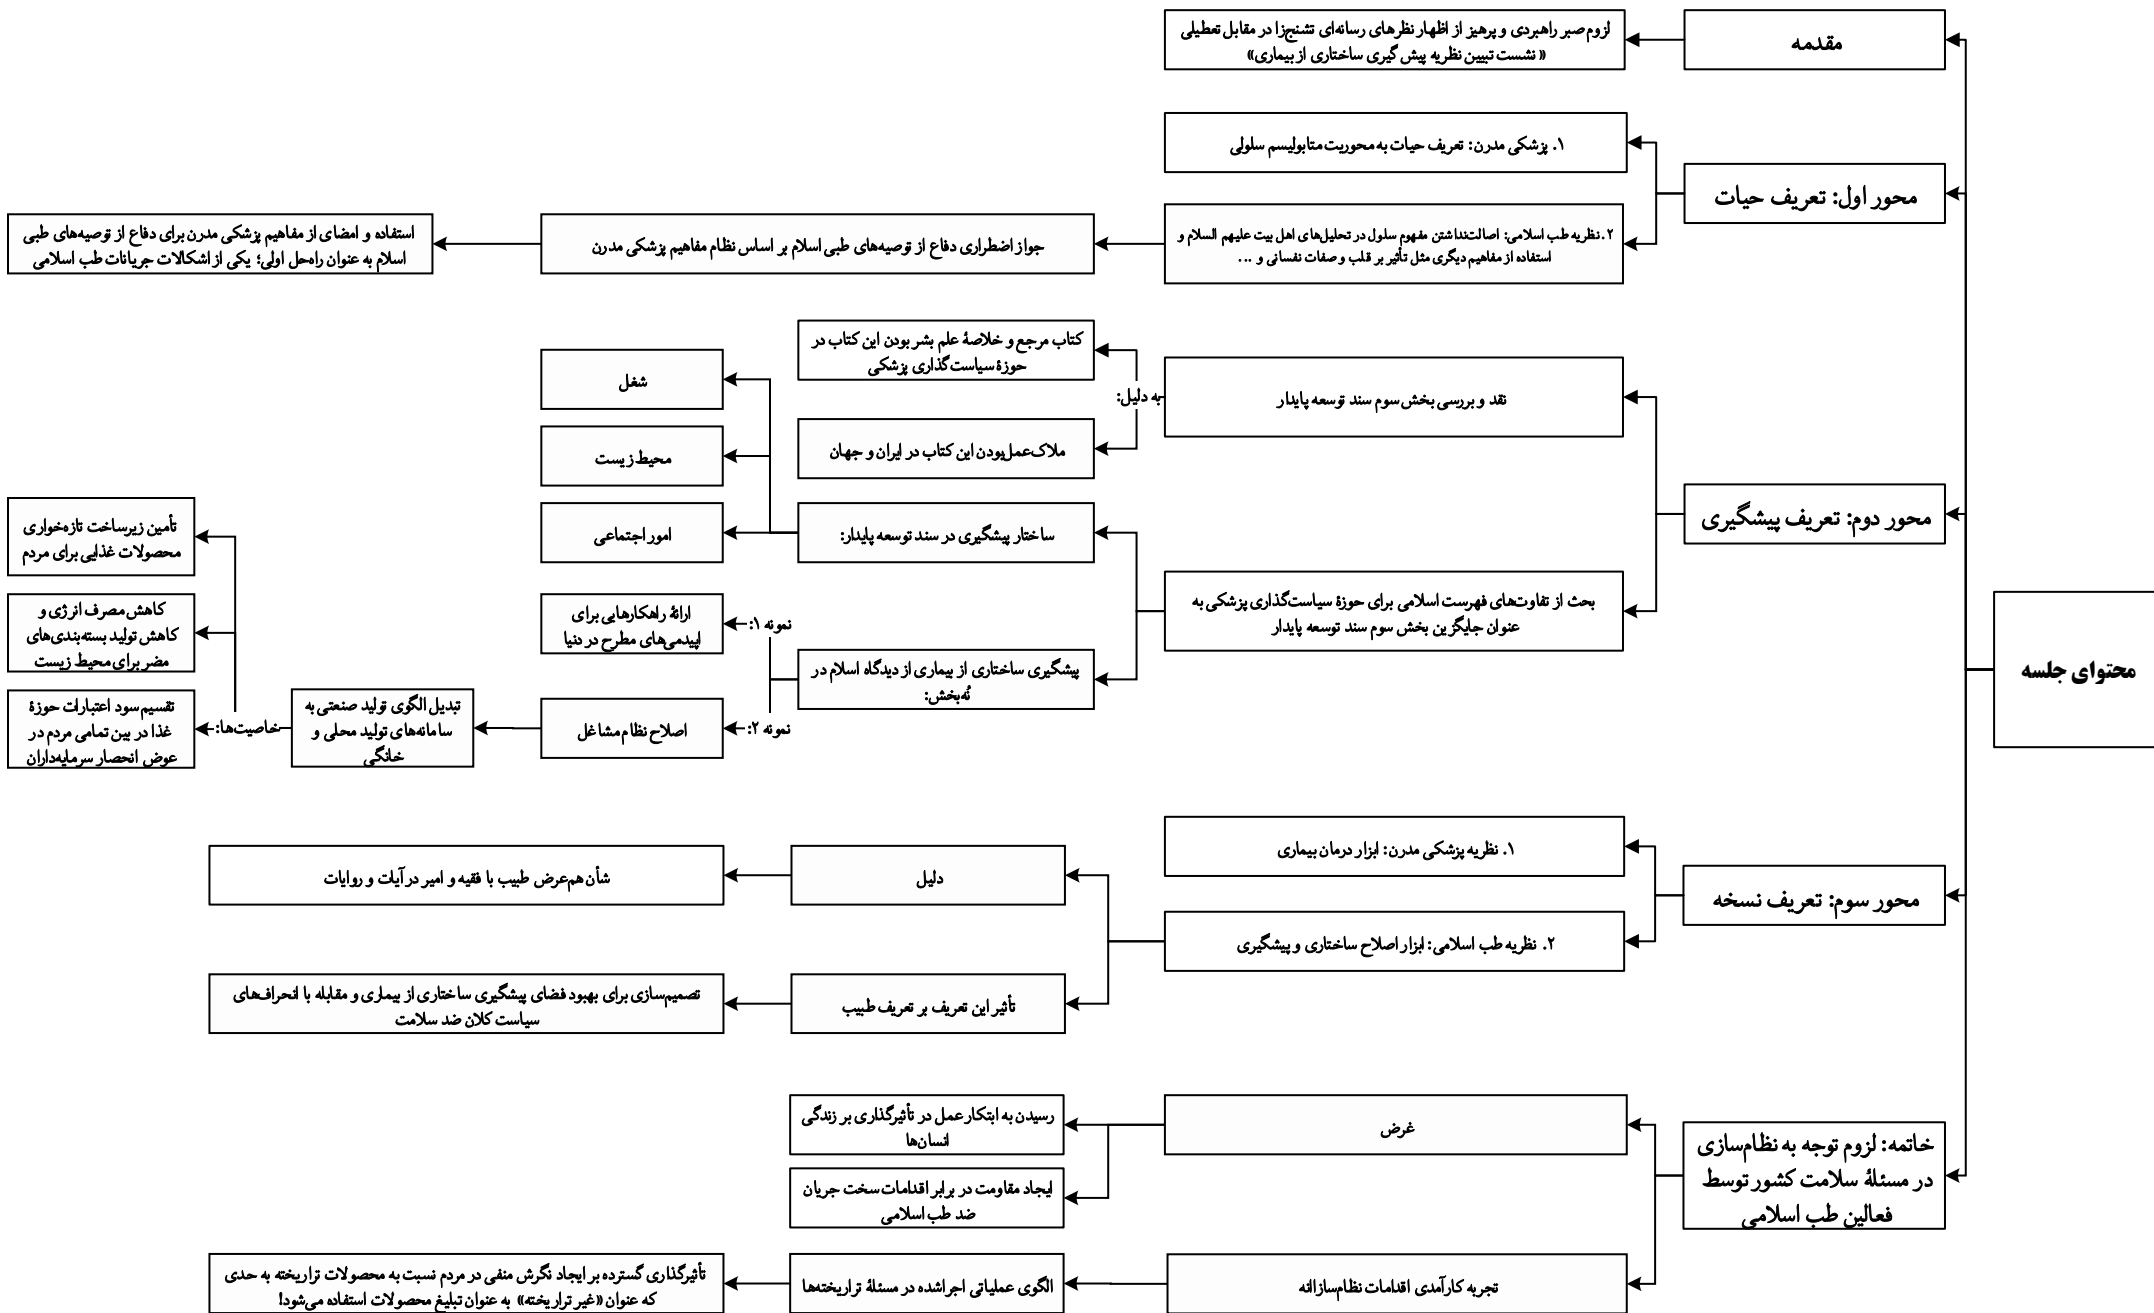 محتوای جلسه
مقدمه
لزوم صبر راهبردی و پرهیز از اظهار نظرهای رسانه‌ای تشنج‌زا در مقابل تعطیلی
« نشست تبیین نظریه پیش گیری ساختاری از بیماری»
محور اول: تعریف حیات
۱. پزشکی مدرن: تعریف حیات به محوریت متابولیسم سلولی
۲. نظریه طب اسلامی: اصالت‌نداشتن مفهوم سلول در تحلیل‌های اهل بیت علیهم السلام و
استفاده از مفاهیم دیگری مثل تأثیر بر قلب و صفات نفسانی و ...
جواز اضطراری دفاع از توصیه‌های طبی اسلام بر اساس نظام مفاهیم پزشکی مدرن
استفاده و امضای از مفاهیم پزشکی مدرن برای دفاع از توصیه‌های طبی
اسلام به عنوان راه‌حل اولی؛ یکی از اشکالات جریانات طب اسلامی
محور دوم: تعریف پیشگیری
نقد و بررسی بخش سوم سند توسعه پایدار
به دلیل:
کتاب مرجع و خلاصهٔ علم بشر بودن این کتاب در
حوزهٔ سیاست‌گذاری پزشکی
ملاک‌عمل‌بودن این کتاب در ایران و جهان
بحث از تفاوت‌های فهرست اسلامی برای حوزهٔ سیاست‌گذاری پزشکی به
عنوان جایگزین بخش سوم سند توسعه پایدار
ساختار پیشگیری در سند توسعه پایدار:
شغل
محیط زیست
امور اجتماعی
پیشگیری ساختاری از بیماری از دیدگاه اسلام در
نُه‌بخش:
نمونه ۱:
ارائهٔ راهکارهایی برای
اپیدمی‌های مطرح در دنیا
نمونه ۲:
اصلاح نظام مشاغل
تبدیل الگوی تولید صنعتی به
سامانه‌های تولید محلی و
خانگی
خاصیت‌ها:
تأمین زیرساخت تازه‌خواری
محصولات غذایی برای مردم
کاهش مصرف انرژی و
کاهش تولید بسته‌بندی‌های
مضر برای محیط زیست
تقسیم سود اعتبارات حوزهٔ
غذا در بین تمامی مردم در
عوض انحصار سرمایه‌داران
محور سوم: تعریف نسخه
۱. نظریه پزشکی مدرن: ابزار درمان بیماری
۲. نظریه طب اسلامی: ابزار اصلاح ساختاری و پیشگیری
دلیل
شأن هم‌عرض طبیب با فقیه و امیر در آیات و روایات
تأثیر این تعریف بر تعریف طبیب
تصمیم‌سازی برای بهبود فضای پیشگیری ساختاری از بیماری و مقابله با انحراف‌های
سیاست کلان ضد سلامت
خاتمه: لزوم توجه به نظام‌سازی
در مسئلهٔ سلامت کشور توسط
فعالین طب اسلامی
غرض
رسیدن به ابتکار عمل در تأثیرگذاری بر زندگی
انسان‌ها
ایجاد مقاومت در برابر اقدامات سخت جریان
ضد طب اسلامی
تجربه کارآمدی اقدامات نظام‌سازاانه
الگوی عملیاتی اجراشده در مسئلهٔ تراریخته‌ها
تأثیرگذاری گسترده بر ایجاد نگرش منفی در مردم نسبت به محصولات تراریخته به حدی
که عنوان «غیر تراریخته» به عنوان تبلیغ محصولات استفاده می‌شود!